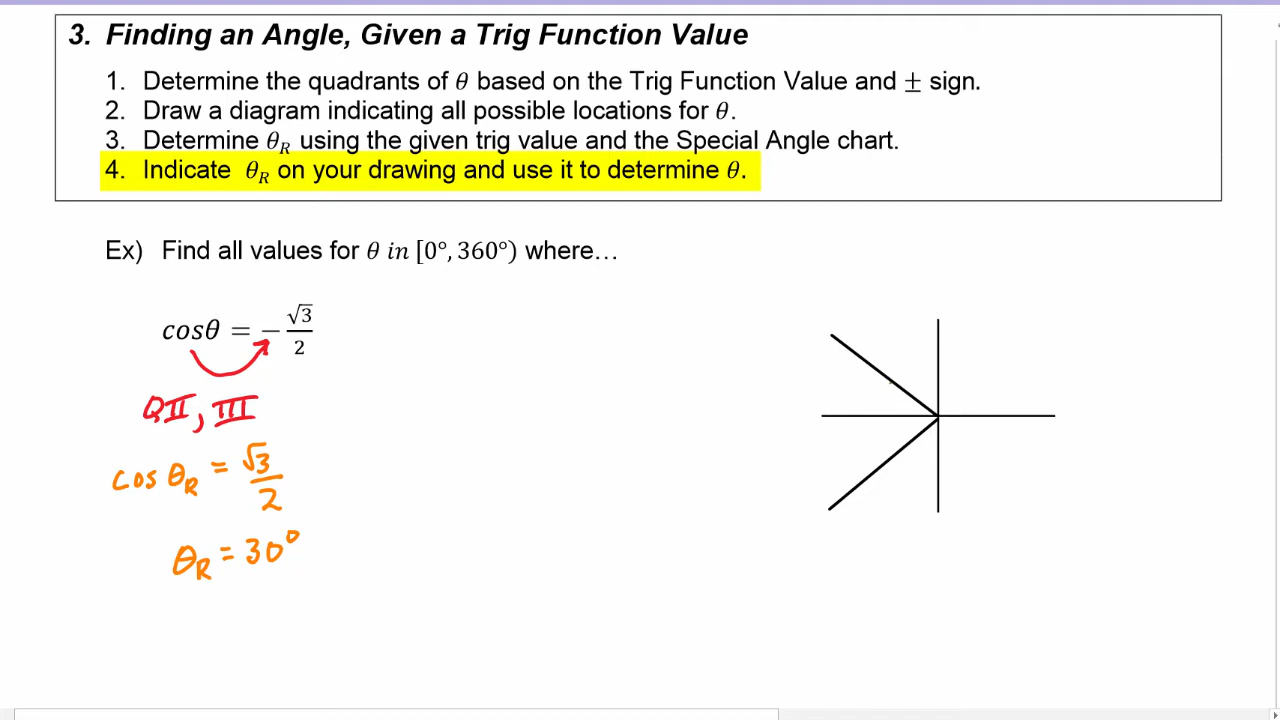 3. Finding an Angle, Given a Trig Function Value
1. Determine the quadrants of θ based on the Trig Function Value and ± sign.
2. Draw a diagram indicating all possible locations for θ.
3. Determine θ_R using the given trig value and the Special Angle chart.
4. Indicate θ_R on your drawing and use it to determine θ.
Ex) Find all values for θ in [0°, 360°) where…
cosθ = −√3/2
QII, III
cos θ_R = √3/2
θ_R = 30°